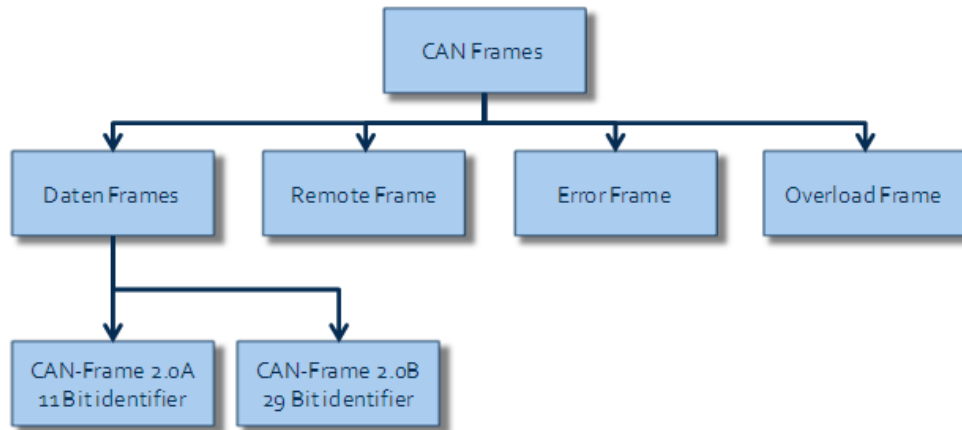 CAN Frames
Daten Frames
Remote Frame
Error Frame
Overload Frame
CAN-Frame 2.0A
11 Bit identifier
CAN-Frame 2.0B
29 Bit identifier